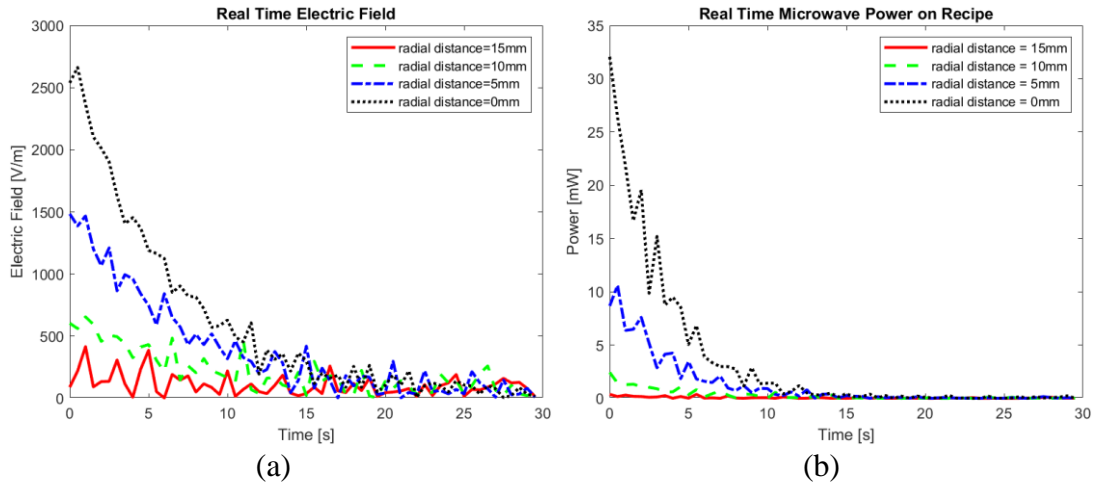 Real Time Electric Field
3000
2500
2000
1500
1000
500
0
Electric Field [V/m]
radial distance=15mm
radial distance=10mm
radial distance=5mm
radial distance=0mm
0 5 10 15 20 25 30
Time [s]
(a)
Real Time Microwave Power on Recipe
35
30
25
20
15
10
5
0
Power [mW]
radial distance = 15mm
radial distance = 10mm
radial distance = 5mm
radial distance = 0mm
0 5 10 15 20 25 30
Time [s]
(b)